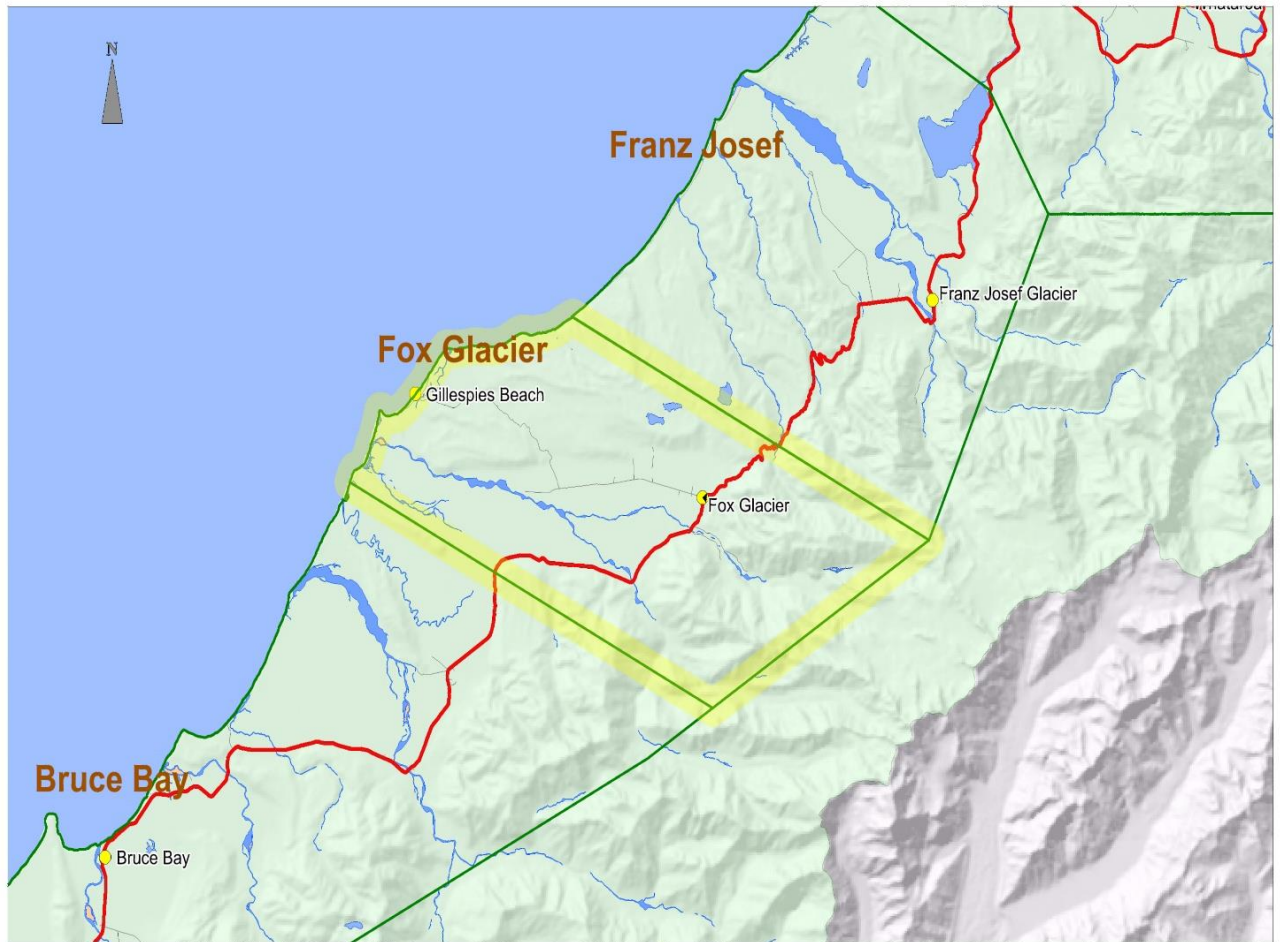 N
Franz Josef
Franz Josef Glacier
Fox Glacier
Gillespies Beach
Fox Glacier
Bruce Bay
Bruce Bay